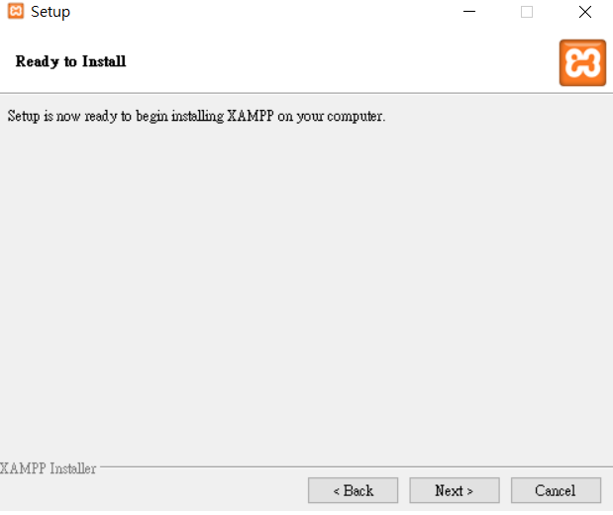 Setup
Ready to Install
Setup is now ready to begin installing XAMPP on your computer.
XAMPP Installer
< Back
Next >
Cancel